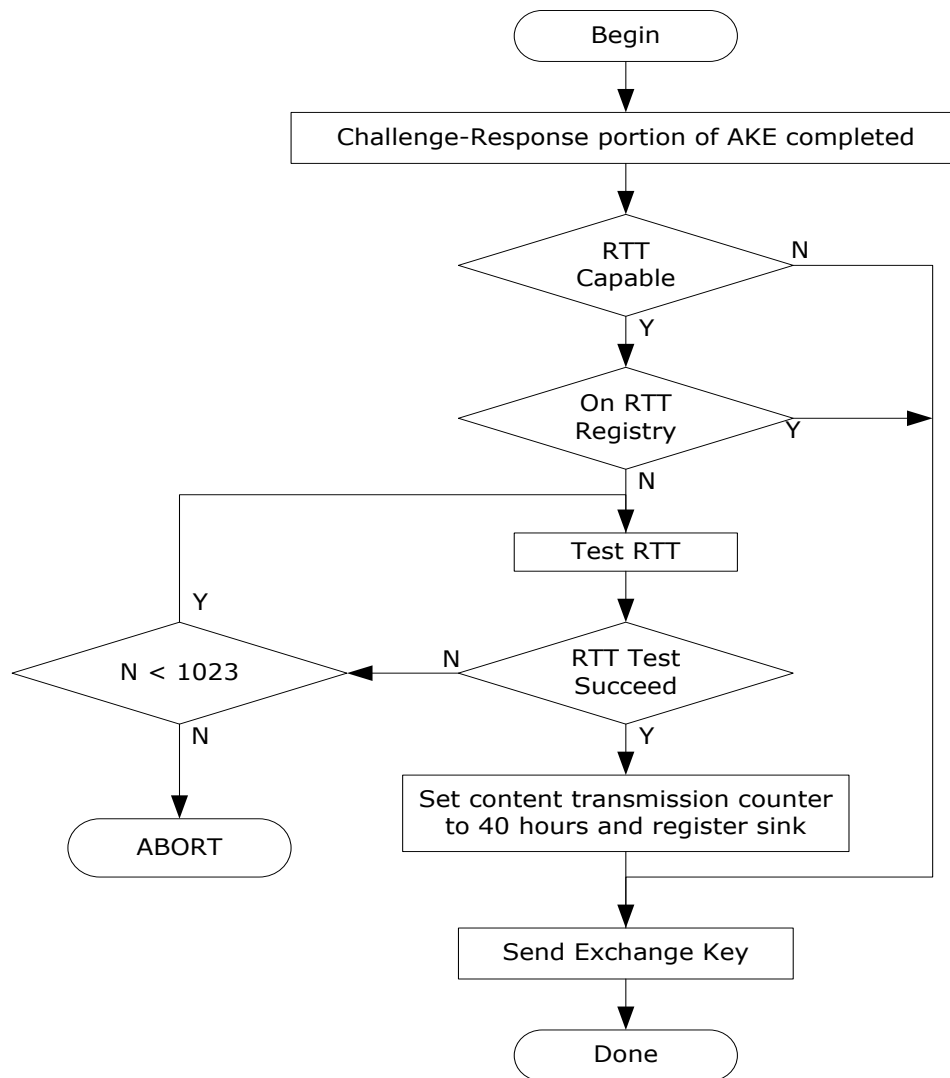 Begin
Challenge-Response portion of AKE completed
RTT
Capable
N
Y
On RTT
Registry
Y
N
Test RTT
Y
N < 1023
N
RTT Test
Succeed
N
Y
Set content transmission counter
to 40 hours and register sink
ABORT
Send Exchange Key
Done